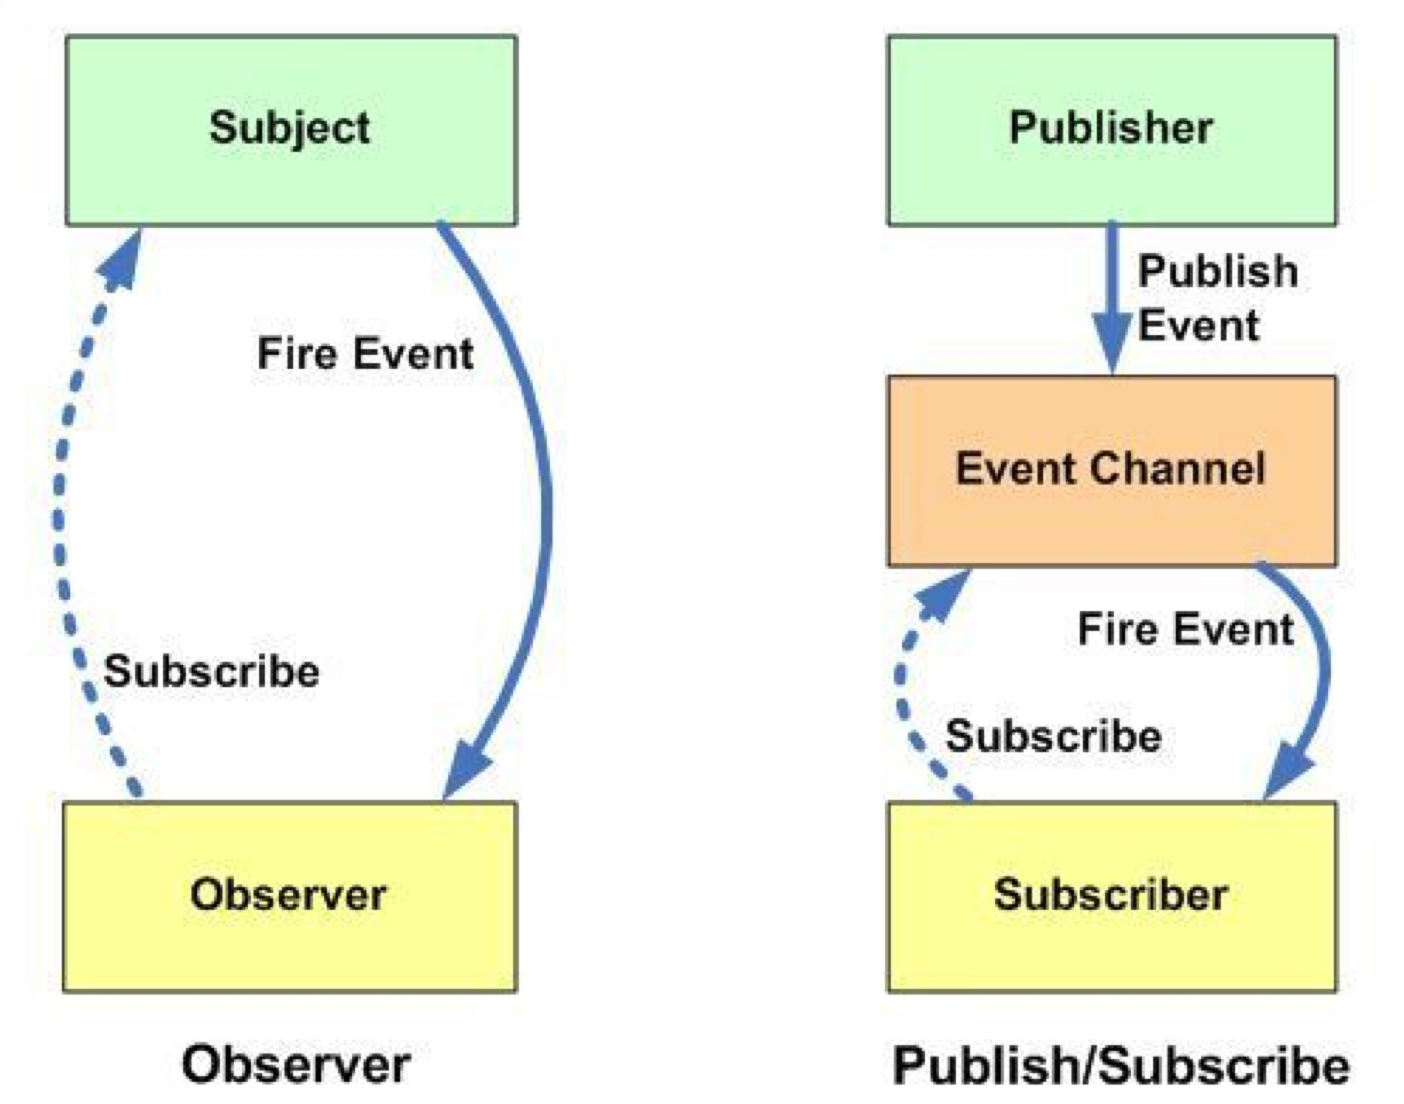 Subject
Fire Event
Subscribe
Observer
Observer
Publisher
Publish
Event
Event Channel
Fire Event
Subscribe
Subscriber
Publish/Subscribe